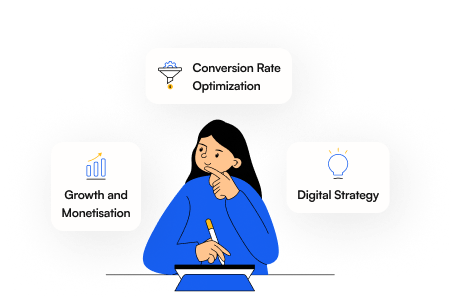 Conversion Rate
Optimization
Growth and
Monetisation
Digital Strategy